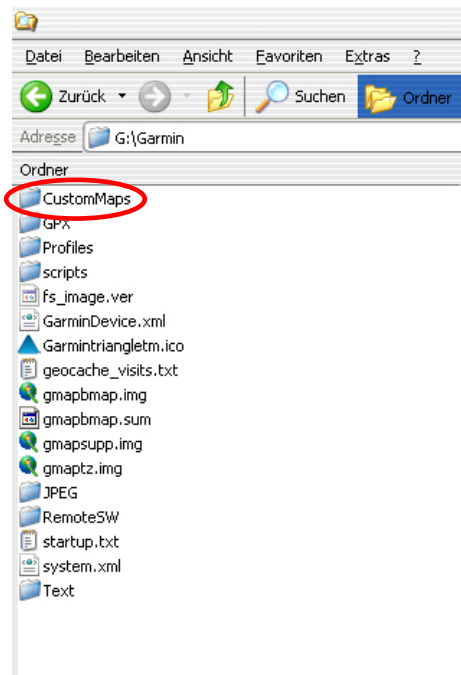 Datei Bearbeiten Ansicht Favoriten Extras ?
Zurück Suchen Ordner
Adresse G:\Garmin
Ordner
CustomMaps
GPX
Profiles
scripts
fs_image.ver
GarminDevice.xml
Garmintriangletm.ico
geocache_visits.txt
gmapbmap.img
gmapbmap.sum
gmapsupp.img
gmaptz.img
JPEG
RemoteSW
startup.txt
system.xml
Text